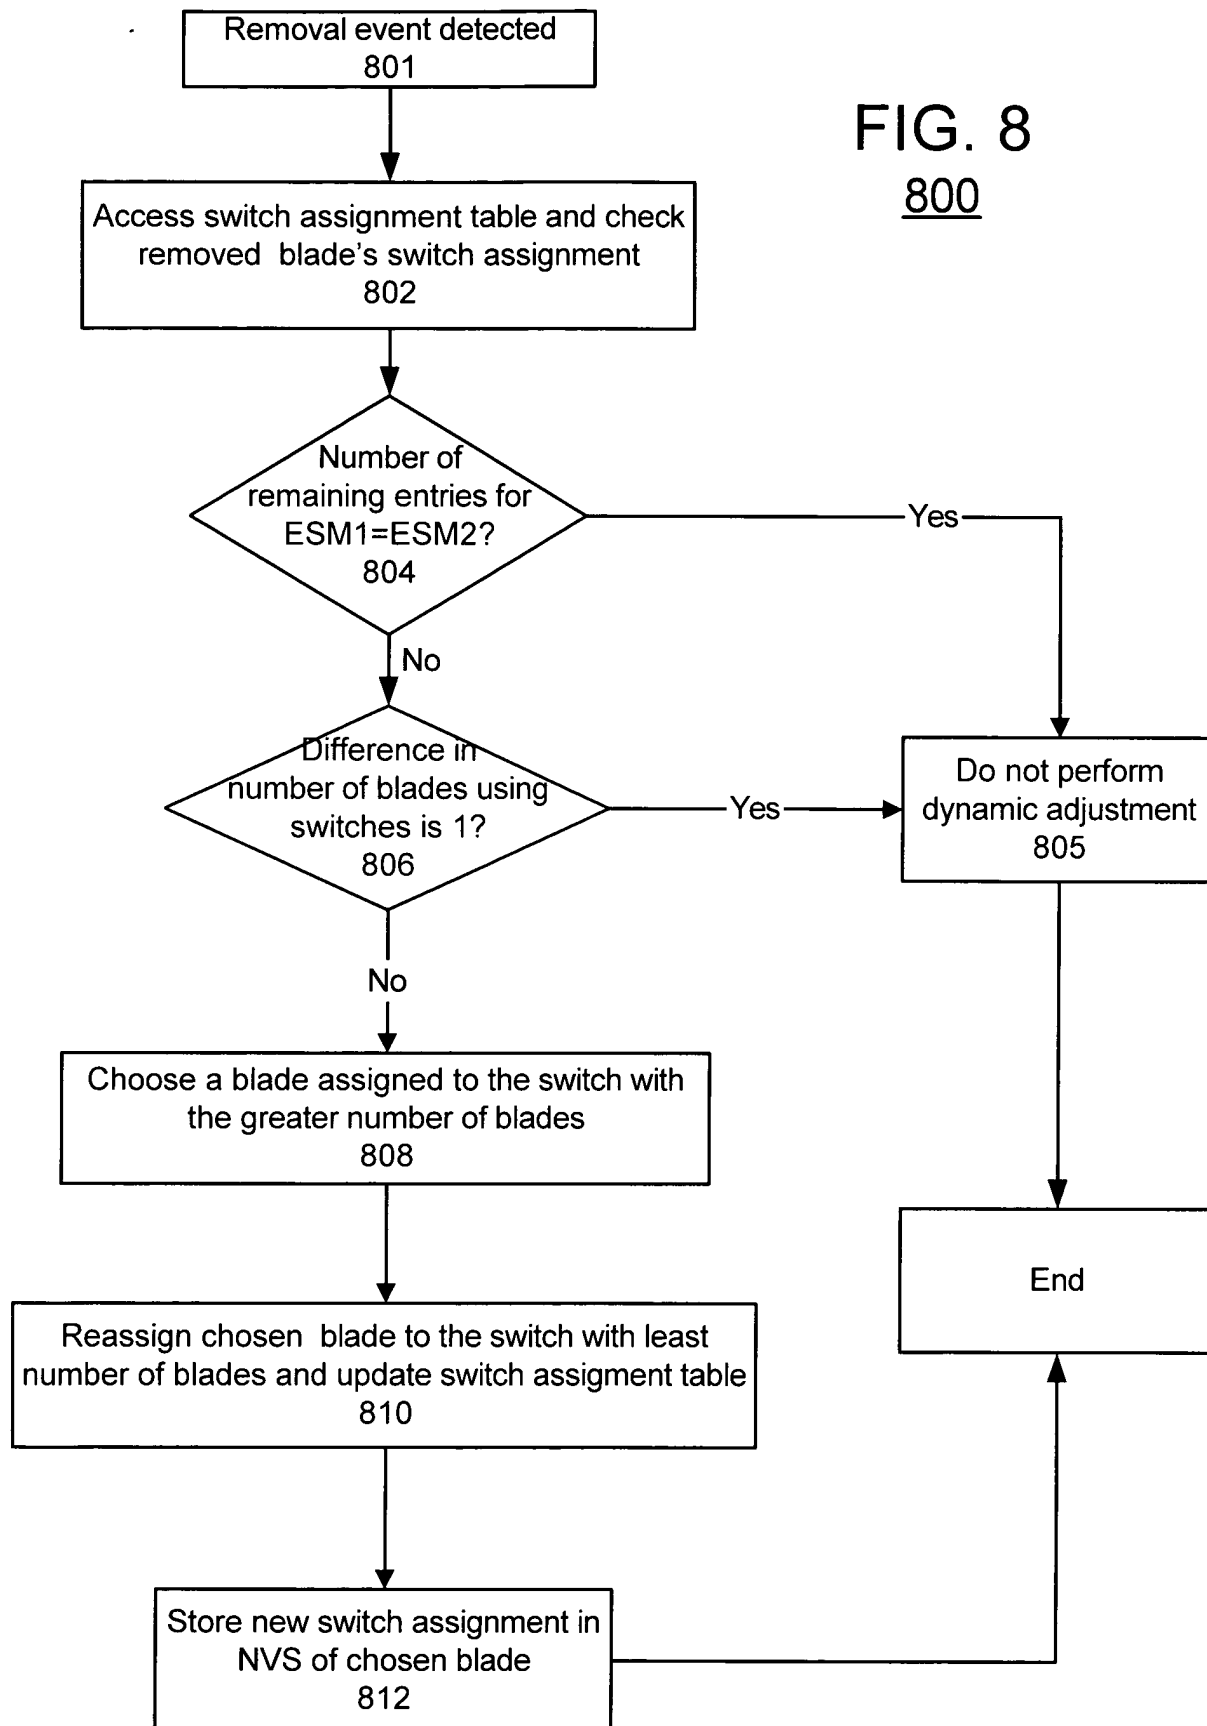 Removal event detected
801
FIG. 8
800
Access switch assignment table and check
removed blade's switch assignment
802
Number of
remaining entries for
ESM1=ESM2?
804
Yes
No
Difference in
number of blades using
switches is 1?
806
Yes
Do not perform
dynamic adjustment
805
No
Choose a blade assigned to the switch with
the greater number of blades
808
End
Reassign chosen blade to the switch with least
number of blades and update switch assigment table
810
Store new switch assignment in
NVS of chosen blade
812